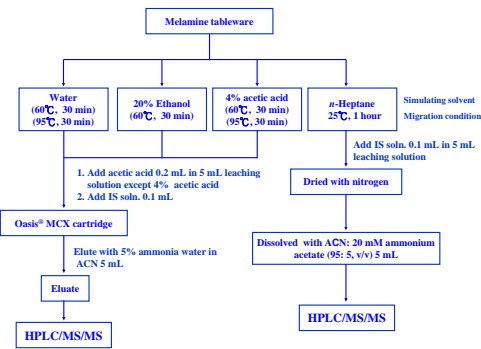 Melamine tableware
Water
(60℃, 30 min)
(95℃, 30 min)
20% Ethanol
(60℃, 30 min)
4% acetic acid
(60℃, 30 min)
(95℃, 30 min)
n-Heptane
25℃, 1 hour
Simulating solvent
Migration condition
1. Add acetic acid 0.2 mL in 5 mL leaching
solution except 4% acetic acid
2. Add IS soln. 0.1 mL
Add IS soln. 0.1 mL in 5 mL
leaching solution
Oasis® MCX cartridge
Dried with nitrogen
Elute with 5% ammonia water in
ACN 5 mL
Dissolved with ACN: 20 mM ammonium
acetate (95: 5, v/v) 5 mL
Eluate
HPLC/MS/MS
HPLC/MS/MS